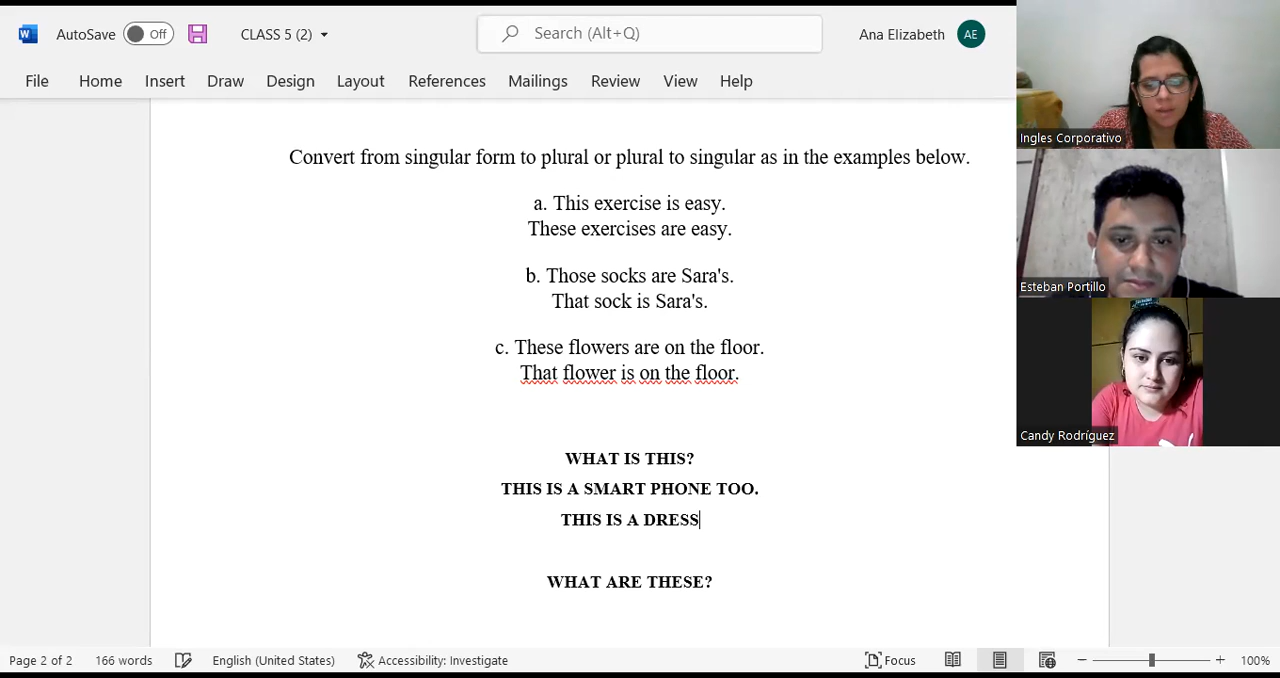 AutoSave Off CLASS 5 (2) Search (Alt+Q) Ana Elizabeth AE
File Home Insert Draw Design Layout References Mailings Review View Help
Convert from singular form to plural or plural to singular as in the examples below.
a. This exercise is easy.
These exercises are easy.
b. Those socks are Sara's.
That sock is Sara's.
c. These flowers are on the floor.
That flower is on the floor.
WHAT IS THIS?
THIS IS A SMART PHONE TOO.
THIS IS A DRESS
WHAT ARE THESE?
Page 2 of 2 166 words English (United States) Accessibility: Investigate Focus 100%
Ingles Corporativo
Esteban Portillo
Candy Rodríguez